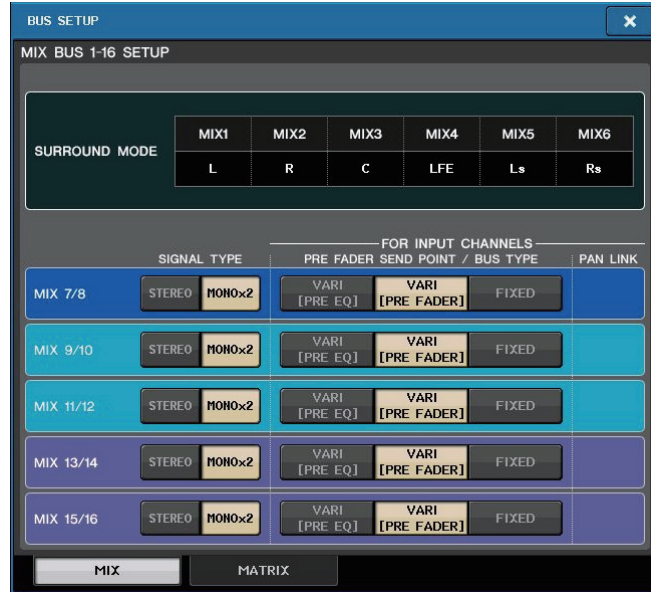 BUS SETUP
MIX BUS 1-16 SETUP
SURROUND MODE
MIX1 MIX2 MIX3 MIX4 MIX5 MIX6
L R C LFE Ls Rs
FOR INPUT CHANNELS
SIGNAL TYPE PRE FADER SEND POINT / BUS TYPE PAN LINK
MIX 7/8 STEREO MONOx2 VARI [PRE EQ] VARI [PRE FADER] FIXED
MIX 9/10 STEREO MONOx2 VARI [PRE EQ] VARI [PRE FADER] FIXED
MIX 11/12 STEREO MONOx2 VARI [PRE EQ] VARI [PRE FADER] FIXED
MIX 13/14 STEREO MONOx2 VARI [PRE EQ] VARI [PRE FADER] FIXED
MIX 15/16 STEREO MONOx2 VARI [PRE EQ] VARI [PRE FADER] FIXED
MIX MATRIX